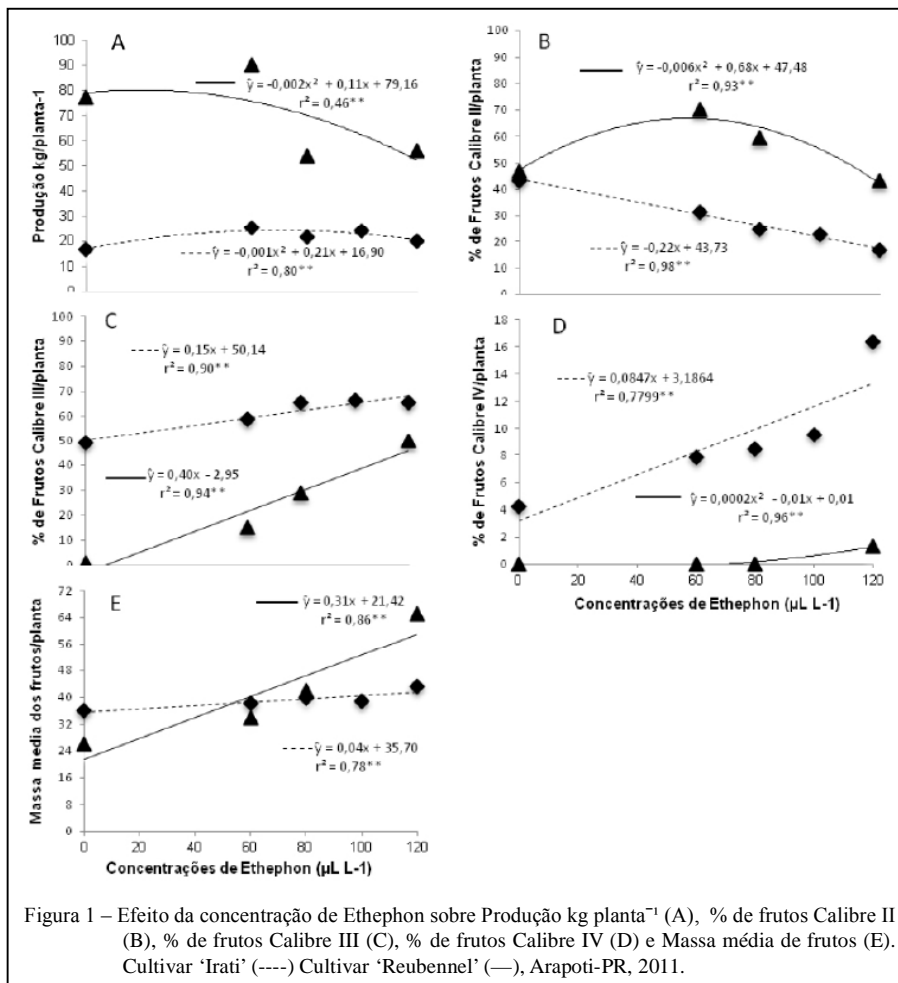 A
100
90
80
70
60
50
40
30
20
10
0
Produção kg/planta-1
ŷ = -0,002x² + 0,11x + 79,16
r² = 0,46**
ŷ = -0,001x² + 0,21x + 16,90
r² = 0,80**
B
100
90
80
70
60
50
40
30
20
10
0
% de Frutos Calibre II/planta
ŷ = -0,006x² + 0,68x + 47,48
r² = 0,93**
ŷ = -0,22x + 43,73
r² = 0,98**
C
100
90
80
70
60
50
40
30
20
10
0
% de Frutos Calibre III/planta
ŷ = 0,15x + 50,14
r² = 0,90**
ŷ = 0,40x - 2,95
r² = 0,94**
D
18
16
14
12
10
8
6
4
2
0
% de Frutos Calibre IV/planta
ŷ = 0,0847x + 3,1864
r² = 0,7799**
ŷ = 0,0002x² - 0,01x + 0,01
r² = 0,96**
0 20 40 60 80 100 120
Concentrações de Ethephon (µL L-1)
E
72
64
56
48
40
32
24
16
8
0
Massa media dos frutos/planta
ŷ = 0,31x + 21,42
r² = 0,86**
ŷ = 0,04x + 35,70
r² = 0,78**
0 20 40 60 80 100 120
Concentrações de Ethephon (µL L-1)
Figura 1 – Efeito da concentração de Ethephon sobre Produção kg planta⁻¹ (A), % de frutos Calibre II
(B), % de frutos Calibre III (C), % de frutos Calibre IV (D) e Massa média de frutos (E).
Cultivar ‘Irati’ (----) Cultivar ‘Reubennel’ (—), Arapoti-PR, 2011.